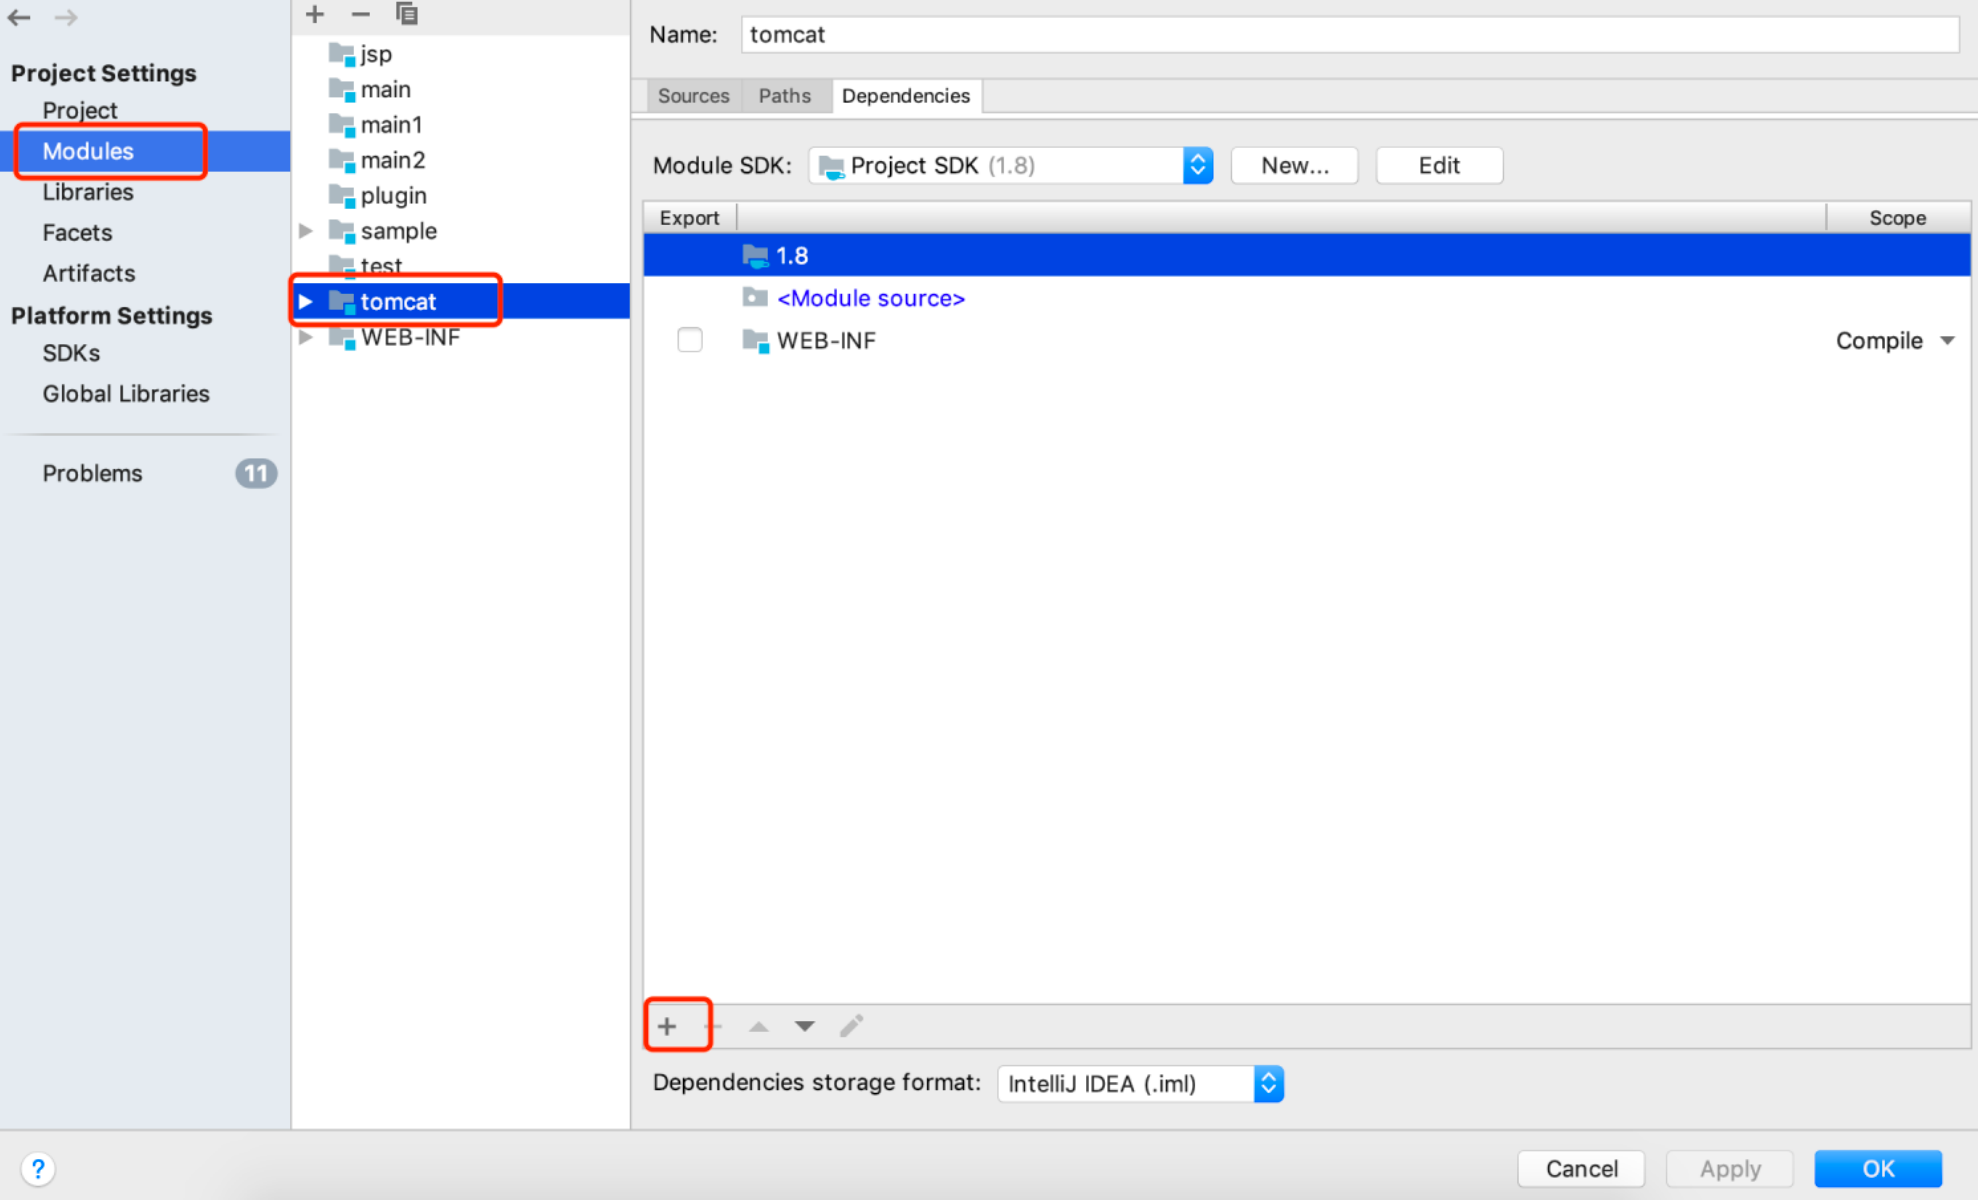 Project Settings
Project
Modules
Libraries
Facets
Artifacts
Platform Settings
SDKs
Global Libraries
Problems 11
jsp
main
main1
main2
plugin
sample
test
tomcat
WEB-INF
Name: tomcat
Sources Paths Dependencies
Module SDK: Project SDK (1.8) New... Edit
Export Scope
1.8
<Module source>
WEB-INF Compile
Dependencies storage format: IntelliJ IDEA (.iml)
? Cancel Apply OK